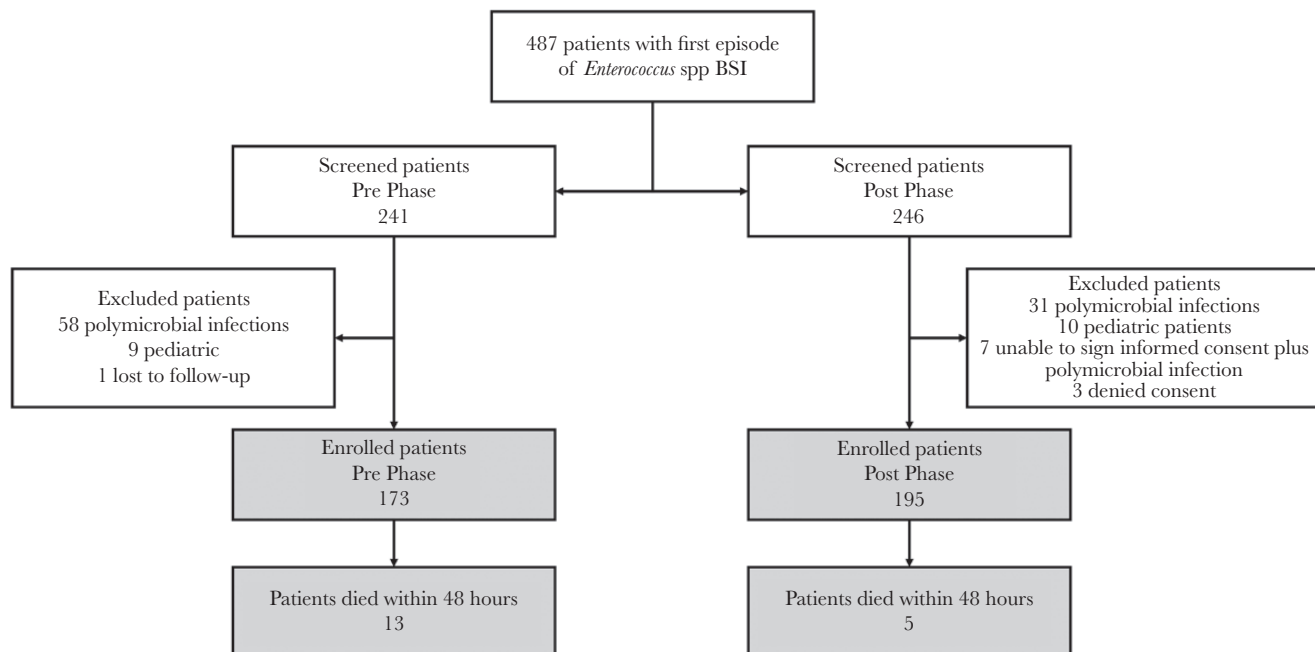 487 patients with first episode
of Enterococcus spp BSI
Screened patients
Pre Phase
241
Screened patients
Post Phase
246
Excluded patients
58 polymicrobial infections
9 pediatric
1 lost to follow-up
Excluded patients
31 polymicrobial infections
10 pediatric patients
7 unable to sign informed consent plus
polymicrobial infection
3 denied consent
Enrolled patients
Pre Phase
173
Enrolled patients
Post Phase
195
Patients died within 48 hours
13
Patients died within 48 hours
5